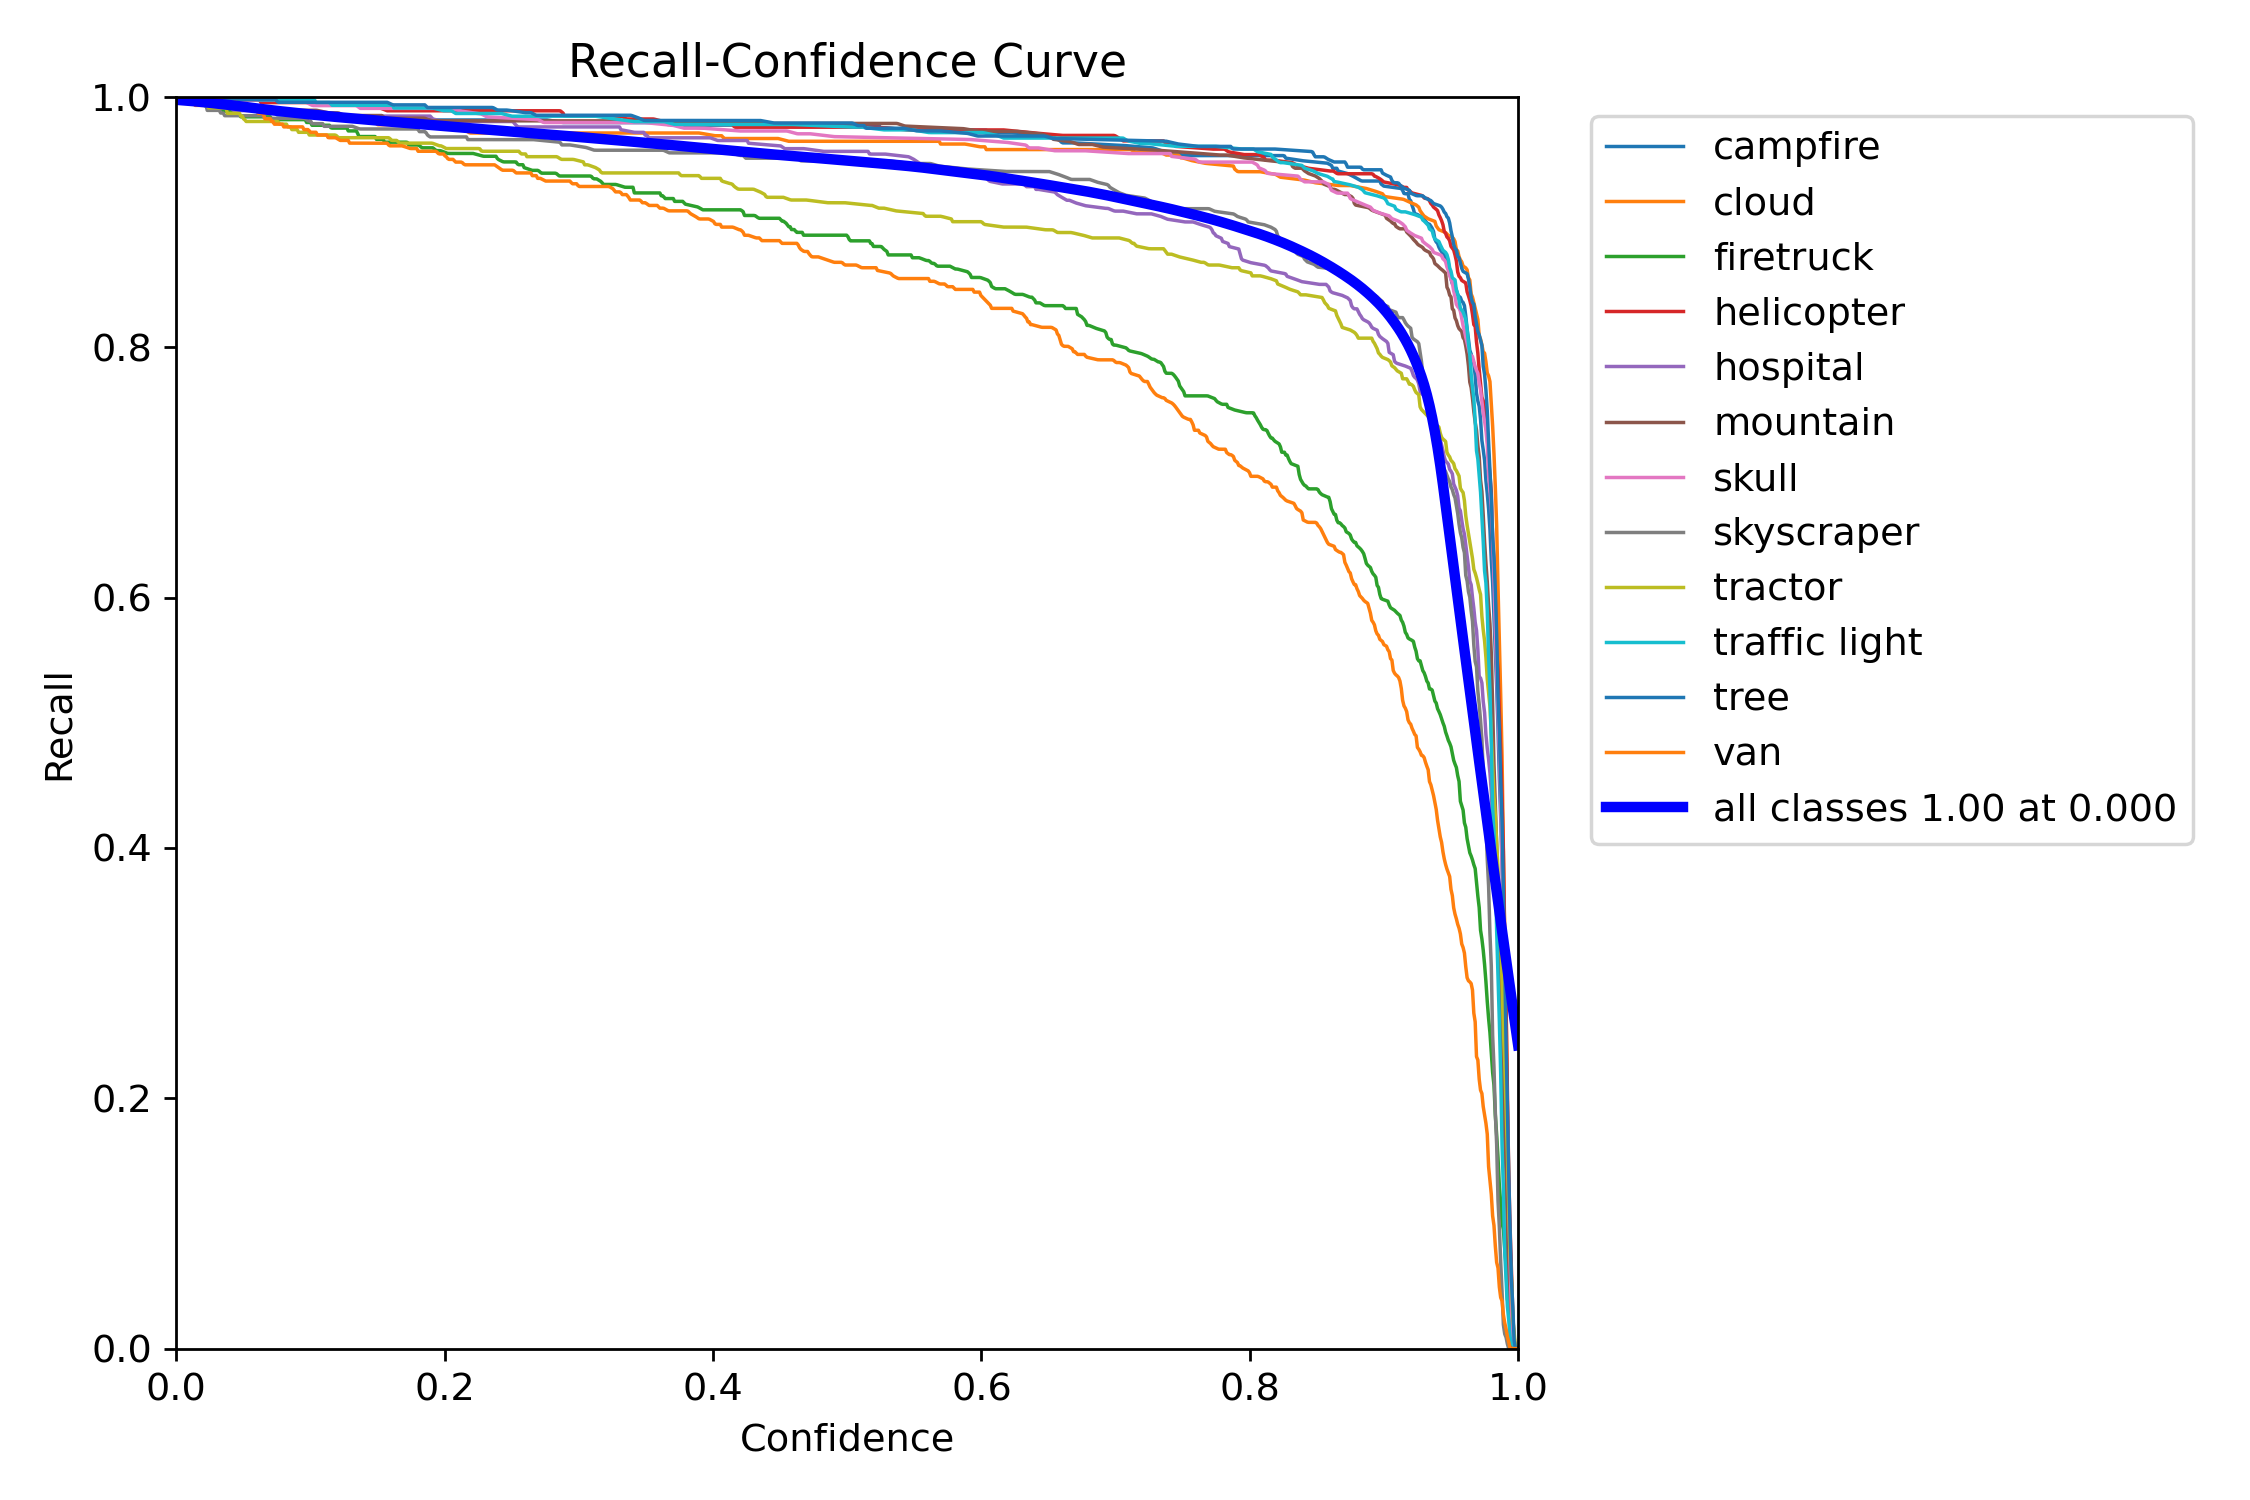 Recall-Confidence Curve
1.0
0.8
0.6
0.4
0.2
0.0
Recall
0.0 0.2 0.4 0.6 0.8 1.0
Confidence
campfire
cloud
firetruck
helicopter
hospital
mountain
skull
skyscraper
tractor
traffic light
tree
van
all classes 1.00 at 0.000